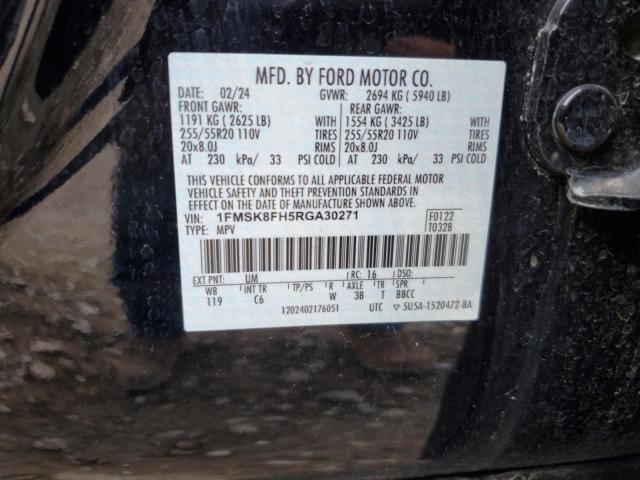 MFD. BY FORD MOTOR CO.
DATE: 02/24 GVWR: 2694 KG ( 5940 LB)
FRONT GAWR: REAR GAWR:
1191 KG ( 2625 LB) WITH 1554 KG ( 3425 LB) WITH
255/55R20 110V TIRES 255/55R20 110V TIRES
20x8.0J RIMS 20x8.0J RIMS
AT 230 kPa/ 33 PSI COLD AT 230 kPa/ 33 PSI COLD
THIS VEHICLE CONFORMS TO ALL APPLICABLE FEDERAL MOTOR
VEHICLE SAFETY AND THEFT PREVENTION STANDARDS IN
EFFECT ON THE DATE OF MANUFACTURE SHOWN ABOVE.
VIN: 1FMSK8FH5RGA30271 F0122
TYPE: MPV T0328
EXT PNT: UM RC: 16 DSO:
WB INT TR TP/PS R AXLE TR SPR
119 C6 W 3B T BBCC
1202402176051 UTC ▽ 5U5A-1520472-BA